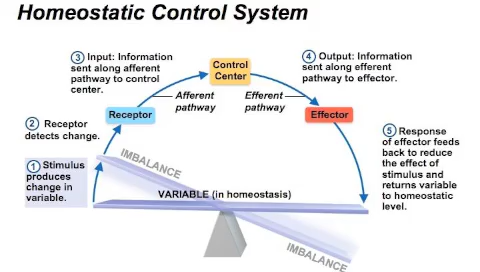 Homeostatic Control System
3 Input: Information
sent along afferent
pathway to control
center.
Control
Center
4 Output: Information
sent along efferent
pathway to effector.
Afferent
pathway
Efferent
pathway
2 Receptor
detects change.
Receptor
Effector
5 Response
of effector feeds
back to reduce
the effect of
stimulus and
returns variable
to homeostatic
level.
1 Stimulus
produces
change in
variable.
IMBALANCE
VARIABLE (in homeostasis)
IMBALANCE